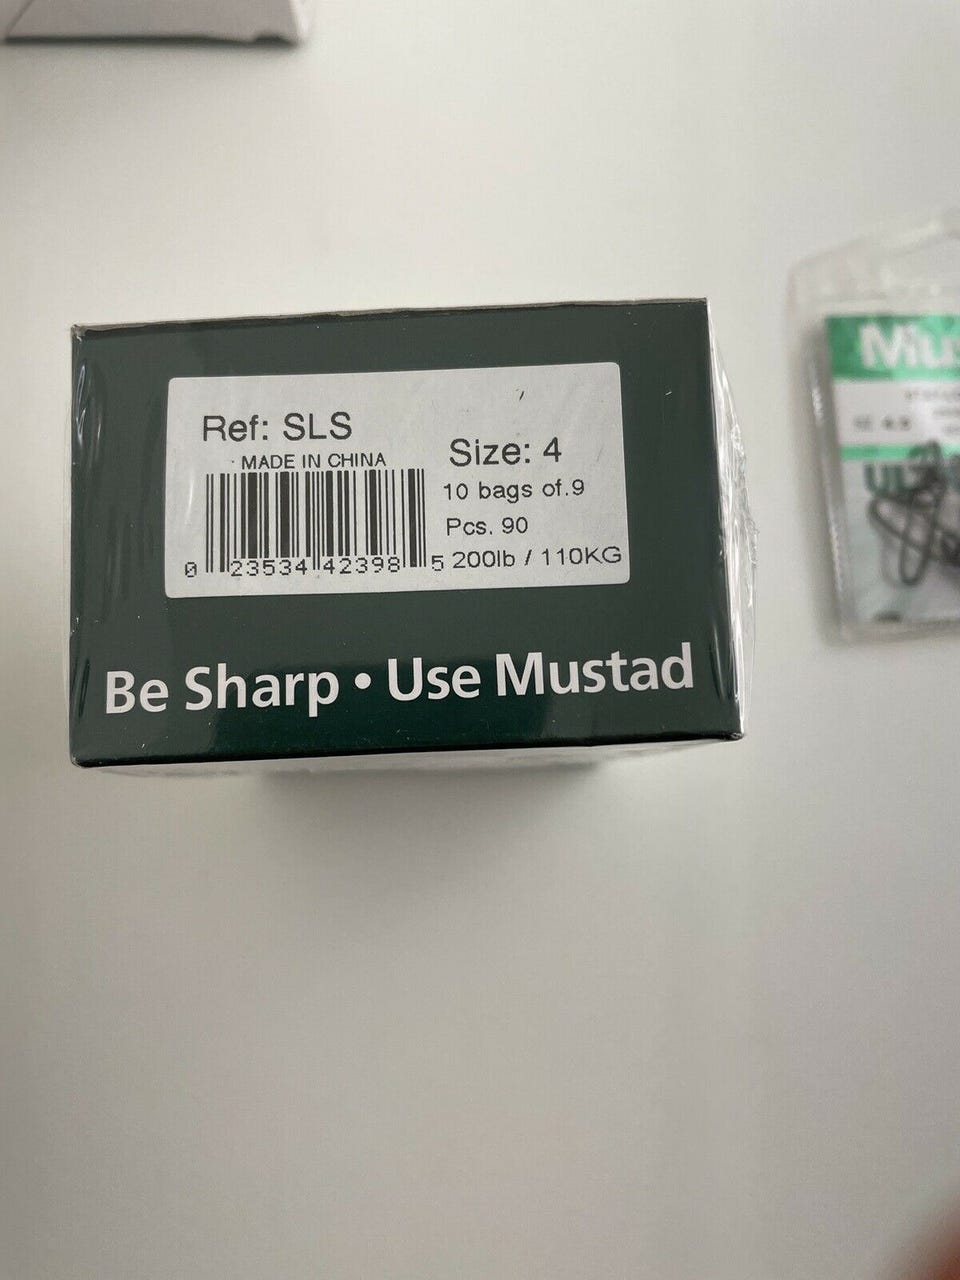 Ref: SLS
MADE IN CHINA
Size: 4
10 bags of.9
Pcs. 90
0 23534 42398 5
200lb / 110KG
Be Sharp • Use Mustad
Mus